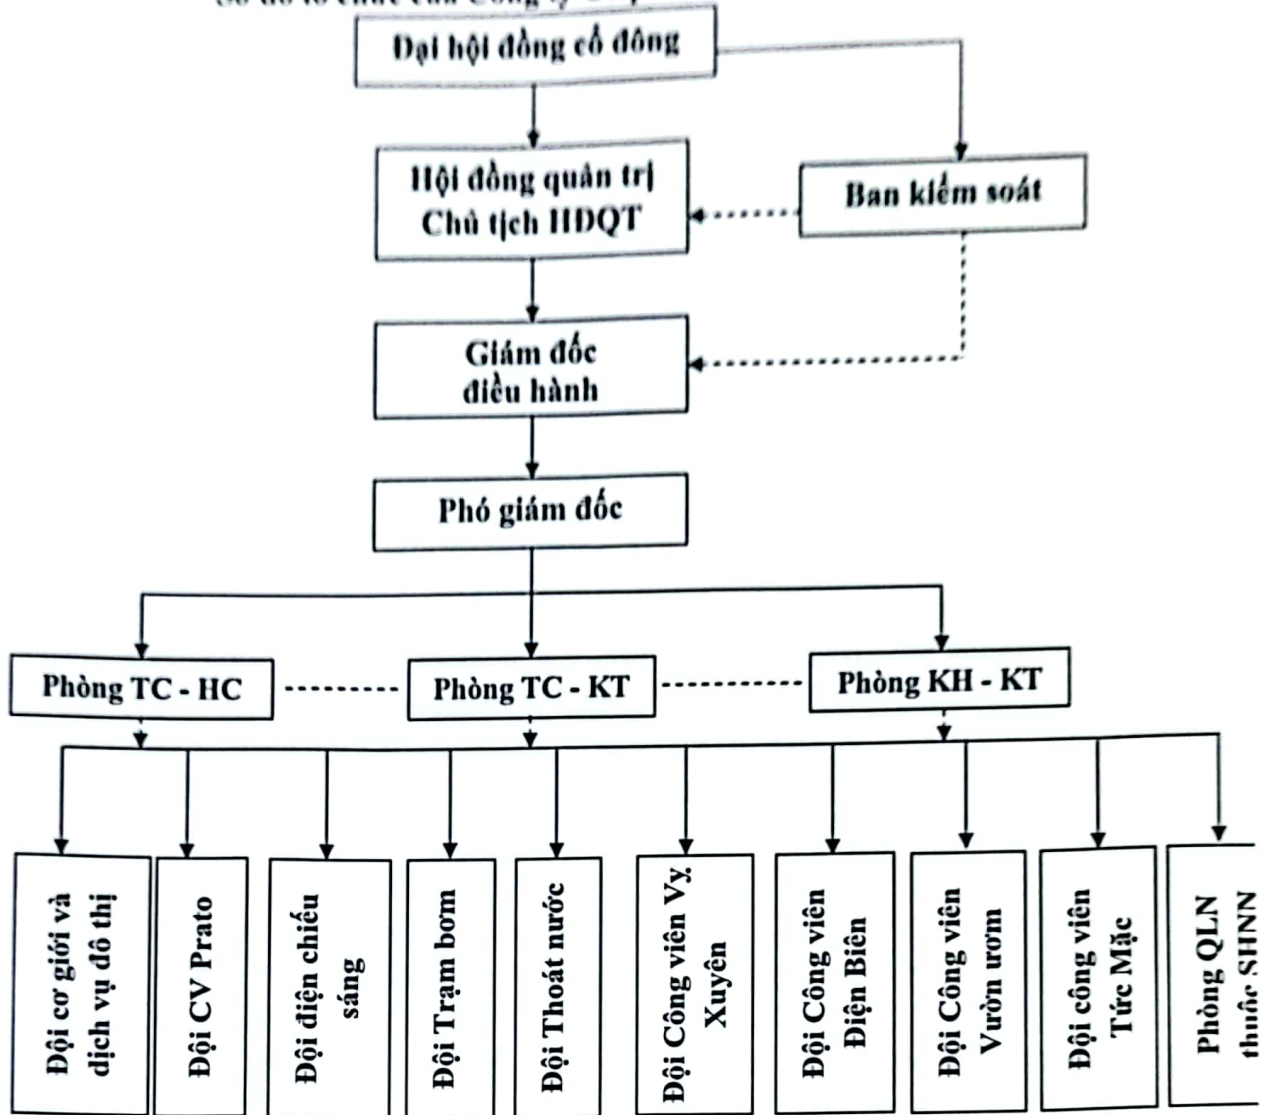 Đại hội đồng cổ đông
Hội đồng quản trị
Chủ tịch HĐQT
Ban kiểm soát
Giám đốc
điều hành
Phó giám đốc
Phòng TC - HC
Phòng TC - KT
Phòng KH - KT
Đội cơ giới và
dịch vụ đô thị
Đội CV Prato
Đội điện chiếu
sáng
Đội Trạm bơm
Đội Thoát nước
Đội Công viên Vỵ
Xuyên
Đội Công viên
Điện Biên
Đội Công viên
Vườn ươm
Đội công viên
Tức Mặc
Phòng QLN
thuộc SHNN